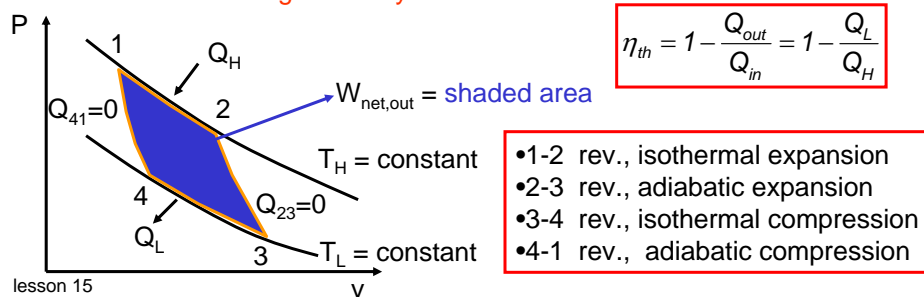 P
1
Q_H
η_th = 1 - Q_out / Q_in = 1 - Q_L / Q_H
2
W_net,out = shaded area
Q_41=0
T_H = constant
•1-2 rev., isothermal expansion
•2-3 rev., adiabatic expansion
•3-4 rev., isothermal compression
•4-1 rev., adiabatic compression
4
Q_23=0
Q_L
3
T_L = constant
lesson 15
v